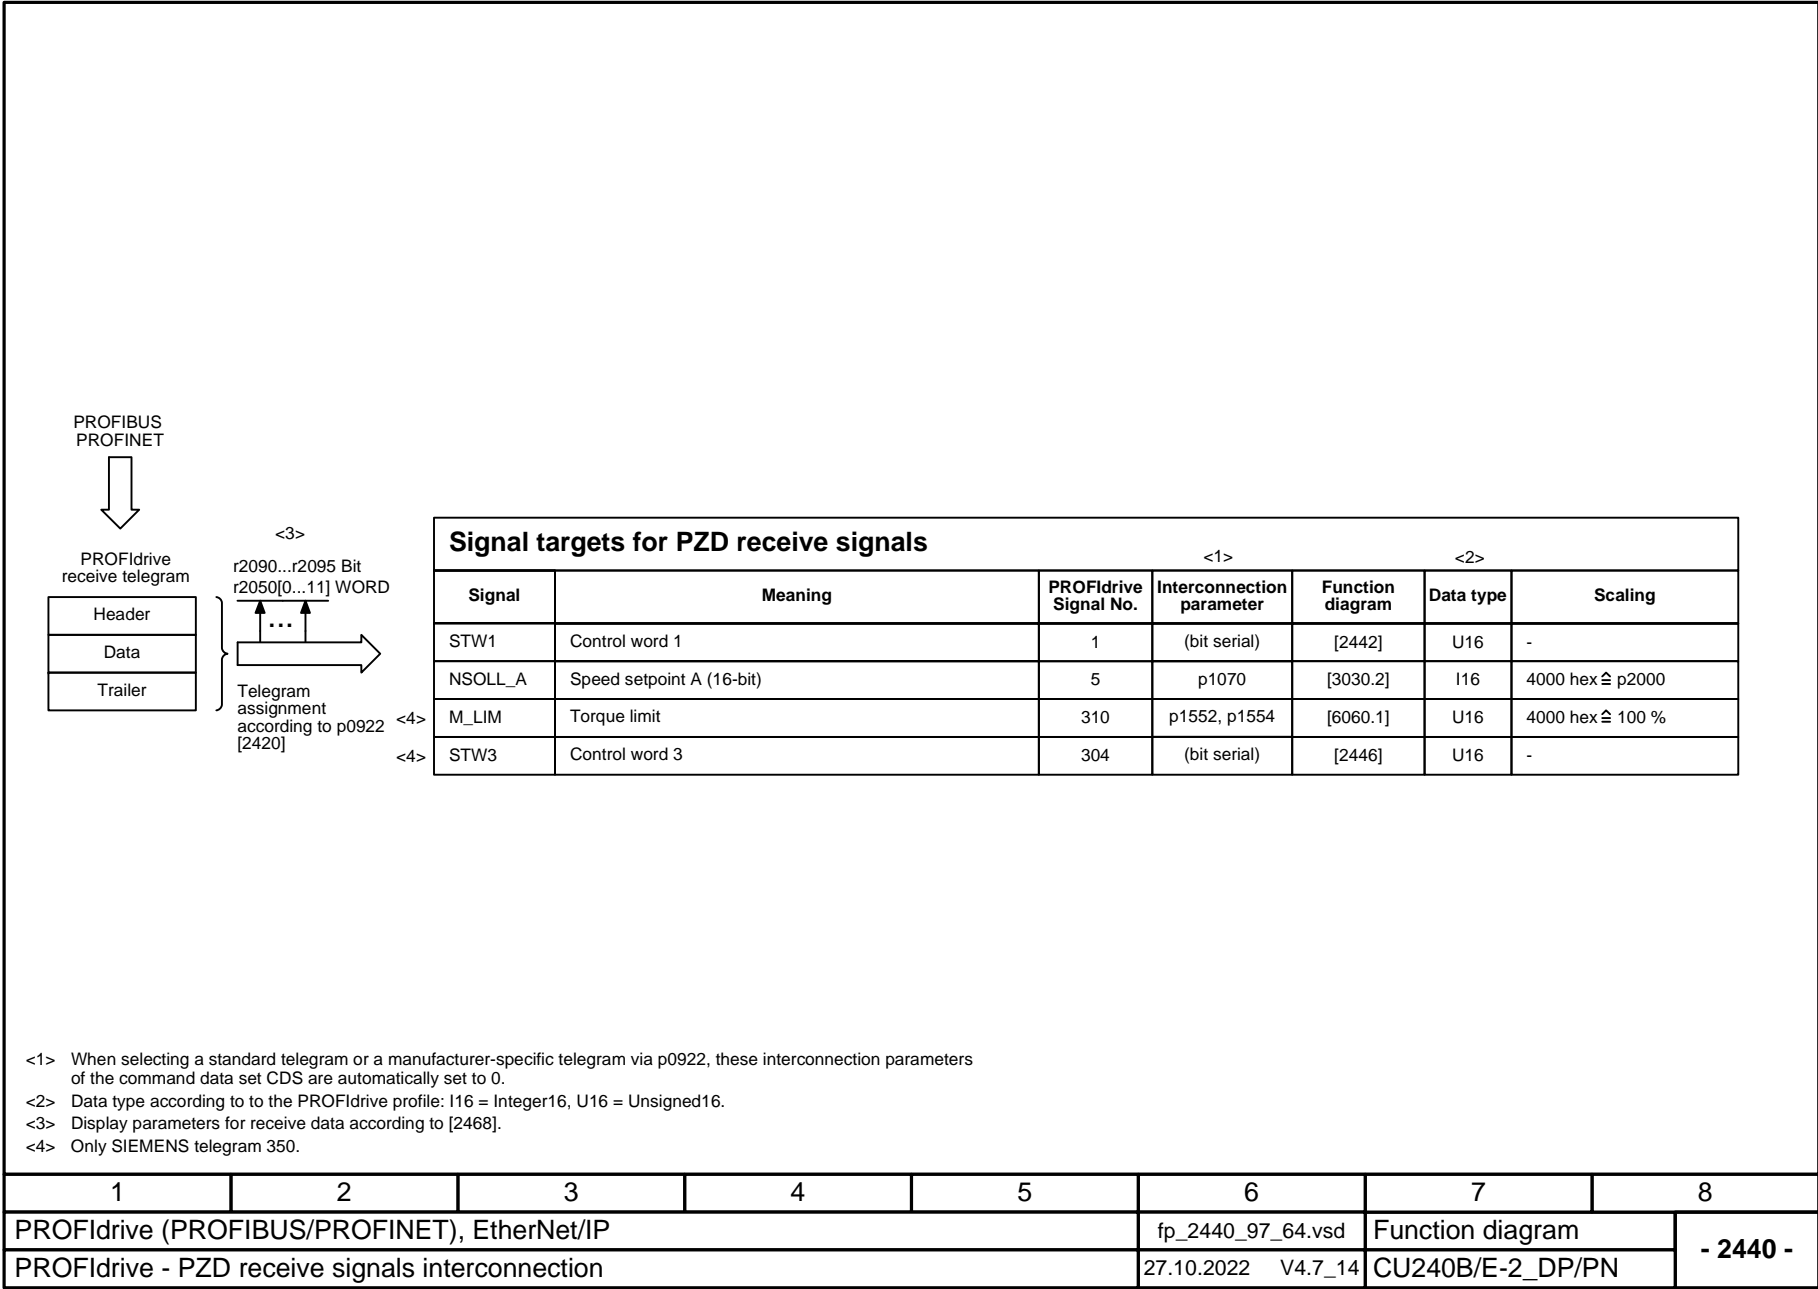 PROFIBUS
PROFINET
PROFIdrive
receive telegram
Header
Data
Trailer
<3>
r2090...r2095 Bit
r2050[0...11] WORD
...
Telegram
assignment
according to p0922
[2420]
Signal targets for PZD receive signals
<1> <2>
Signal Meaning PROFIdrive Signal No. Interconnection parameter Function diagram Data type Scaling
STW1 Control word 1 1 (bit serial) [2442] U16 -
NSOLL_A Speed setpoint A (16-bit) 5 p1070 [3030.2] I16 4000 hex ≙ p2000
<4> M_LIM Torque limit 310 p1552, p1554 [6060.1] U16 4000 hex ≙ 100 %
<4> STW3 Control word 3 304 (bit serial) [2446] U16 -
<1> When selecting a standard telegram or a manufacturer-specific telegram via p0922, these interconnection parameters
of the command data set CDS are automatically set to 0.
<2> Data type according to to the PROFIdrive profile: I16 = Integer16, U16 = Unsigned16.
<3> Display parameters for receive data according to [2468].
<4> Only SIEMENS telegram 350.
1 2 3 4 5 6 7 8
PROFIdrive (PROFIBUS/PROFINET), EtherNet/IP fp_2440_97_64.vsd Function diagram
- 2440 -
PROFIdrive - PZD receive signals interconnection 27.10.2022 V4.7_14 CU240B/E-2_DP/PN